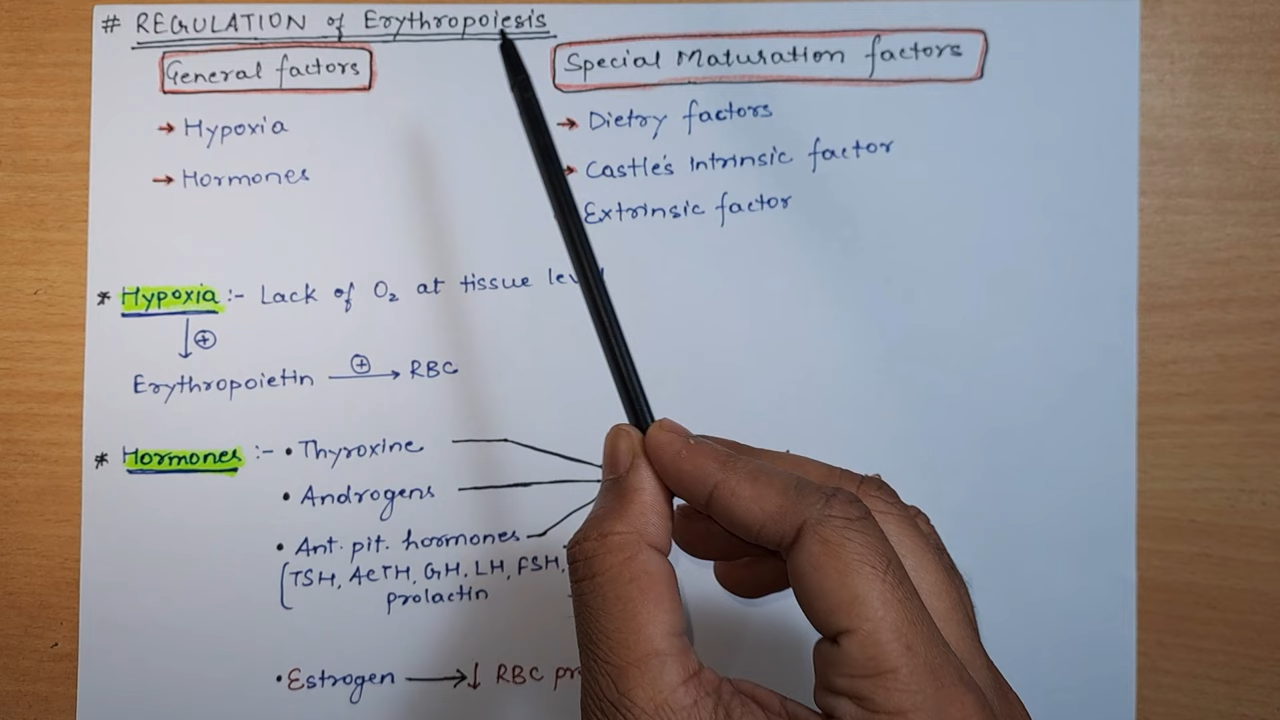 # REGULATION of Erythropoiesis
General factors
→ Hypoxia
→ Hormones
Special Maturation factors
→ Dietry factors
→ Castle's Intrinsic factor
Extrinsic factor
* Hypoxia :- Lack of O₂ at tissue
↓ ⊕
Erythropoietin ⊕→ RBC
* Hormones :- • Thyroxine
• Androgens
• Ant. pit. hormones
(TSH, ACTH, GH, LH, FSH,
prolactin
• Estrogen → ↓ RBC